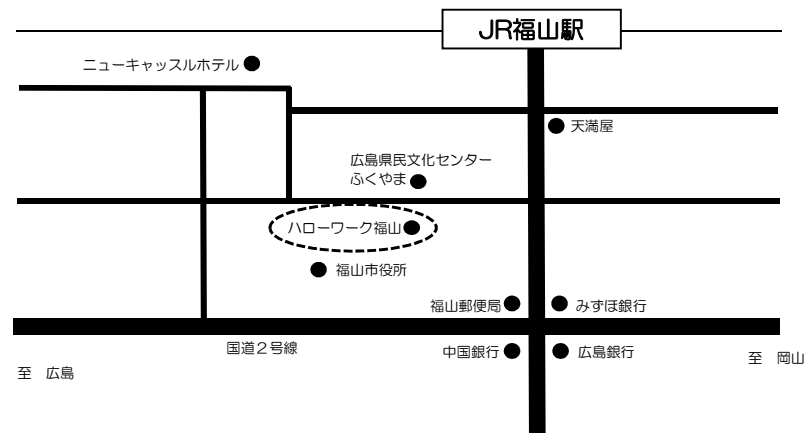 JR福山駅
ニューキャッスルホテル
天満屋
広島県民文化センター
ふくやま
ハローワーク福山
福山市役所
福山郵便局
みずほ銀行
国道2号線
中国銀行
広島銀行
至 岡山
至 広島